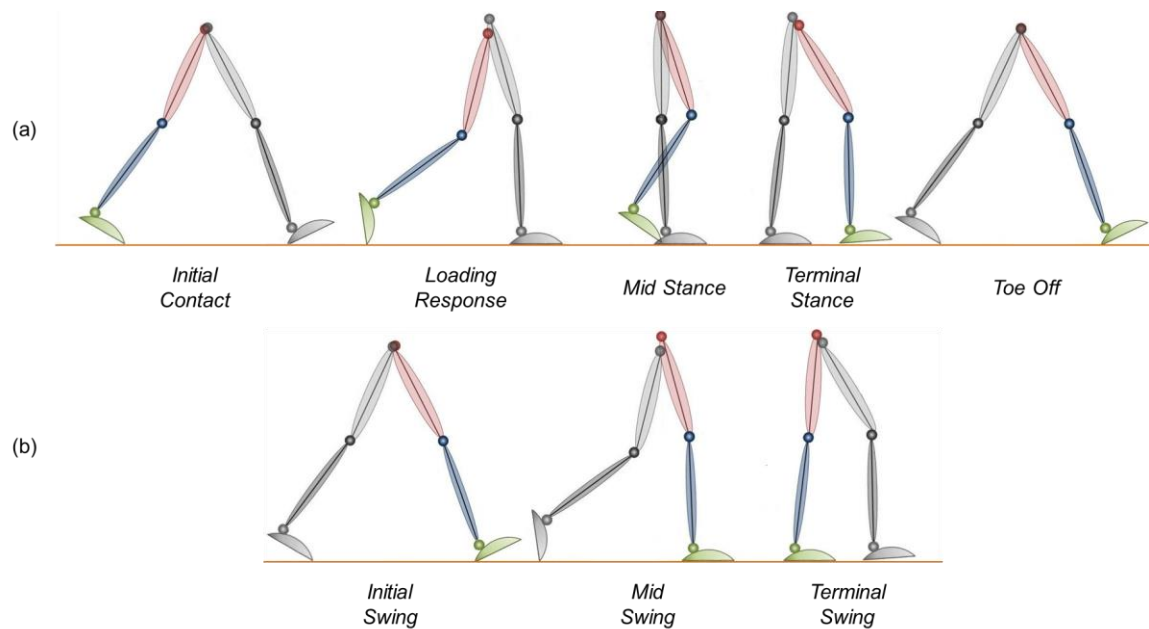 (a)
Initial
Contact
Loading
Response
Mid Stance
Terminal
Stance
Toe Off
(b)
Initial
Swing
Mid
Swing
Terminal
Swing